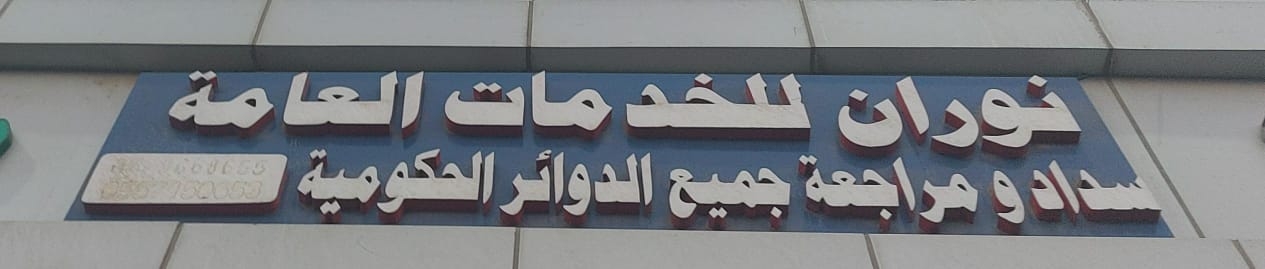 نوران للخدمات العامة
سداد و مراجعة جميع الدوائر الحكومية